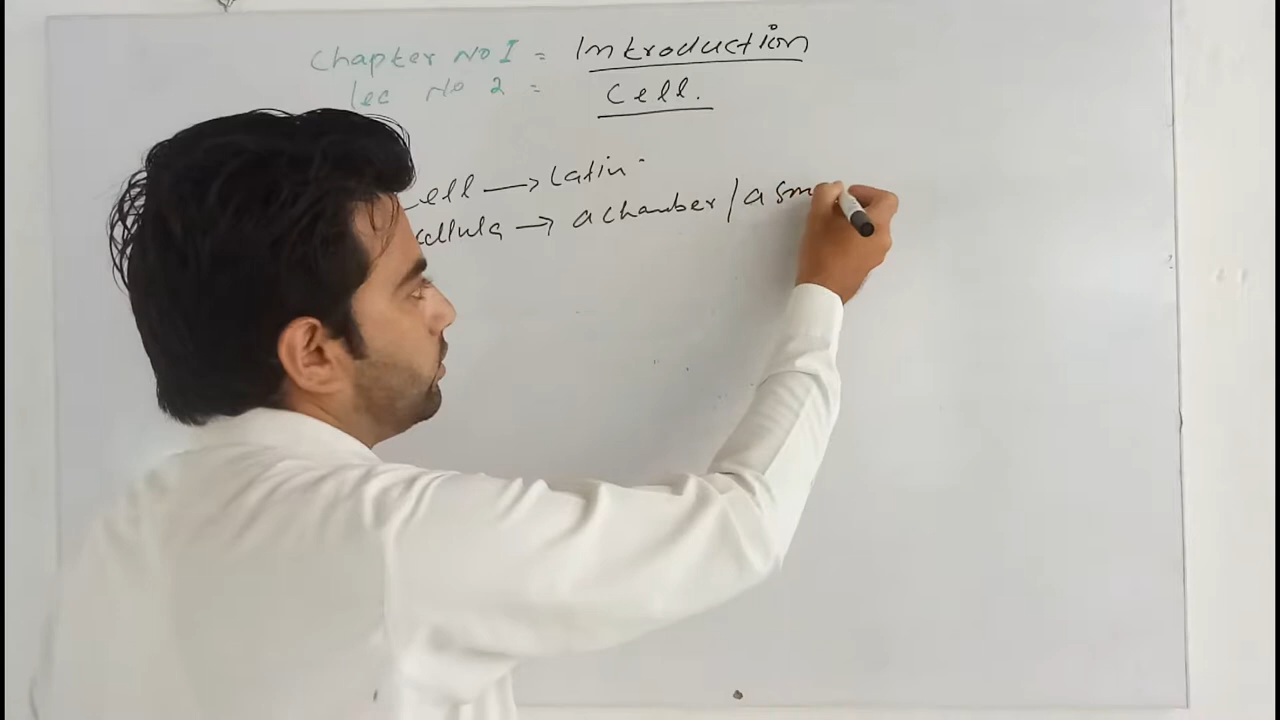 Chapter No I = Introduction
Lec No 2 = Cell.
ell → Latin
ellula → a chamber / a sm